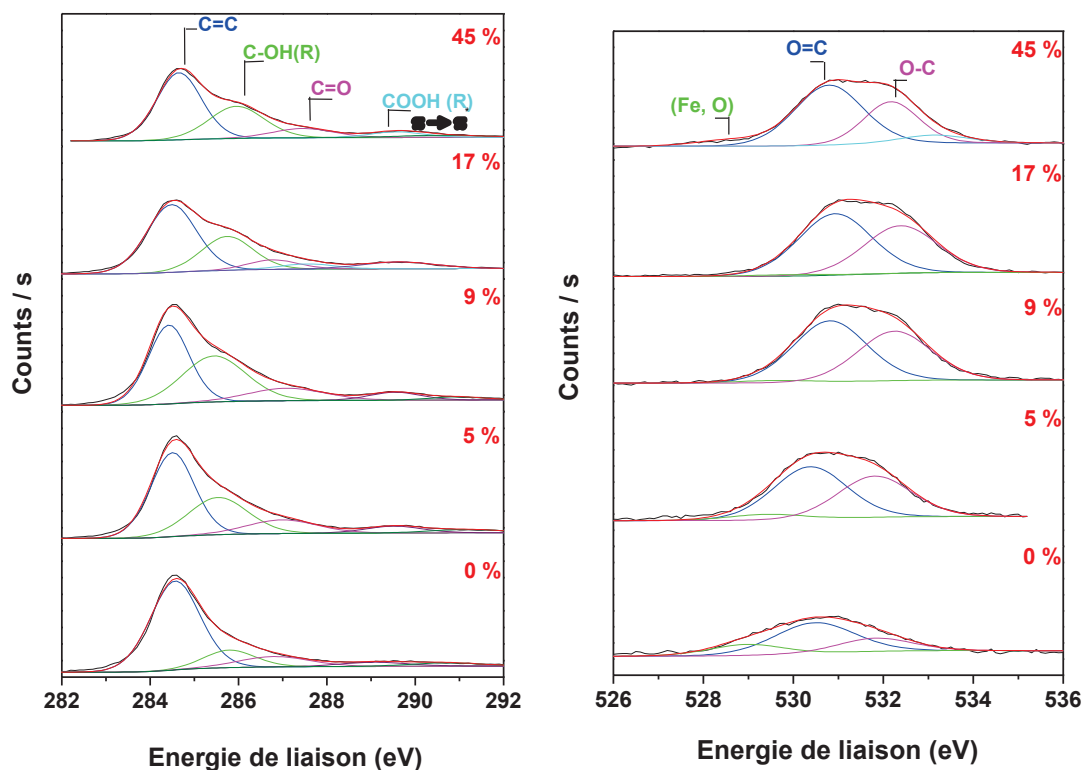 C=C
45 %
C-OH(R)
C=O
COOH (R)
17 %
9 %
5 %
0 %
282 284 286 288 290 292
Energie de liaison (eV)
Counts / s
45 %
O=C
O-C
(Fe, O)
17 %
9 %
5 %
0 %
526 528 530 532 534 536
Energie de liaison (eV)
Counts / s